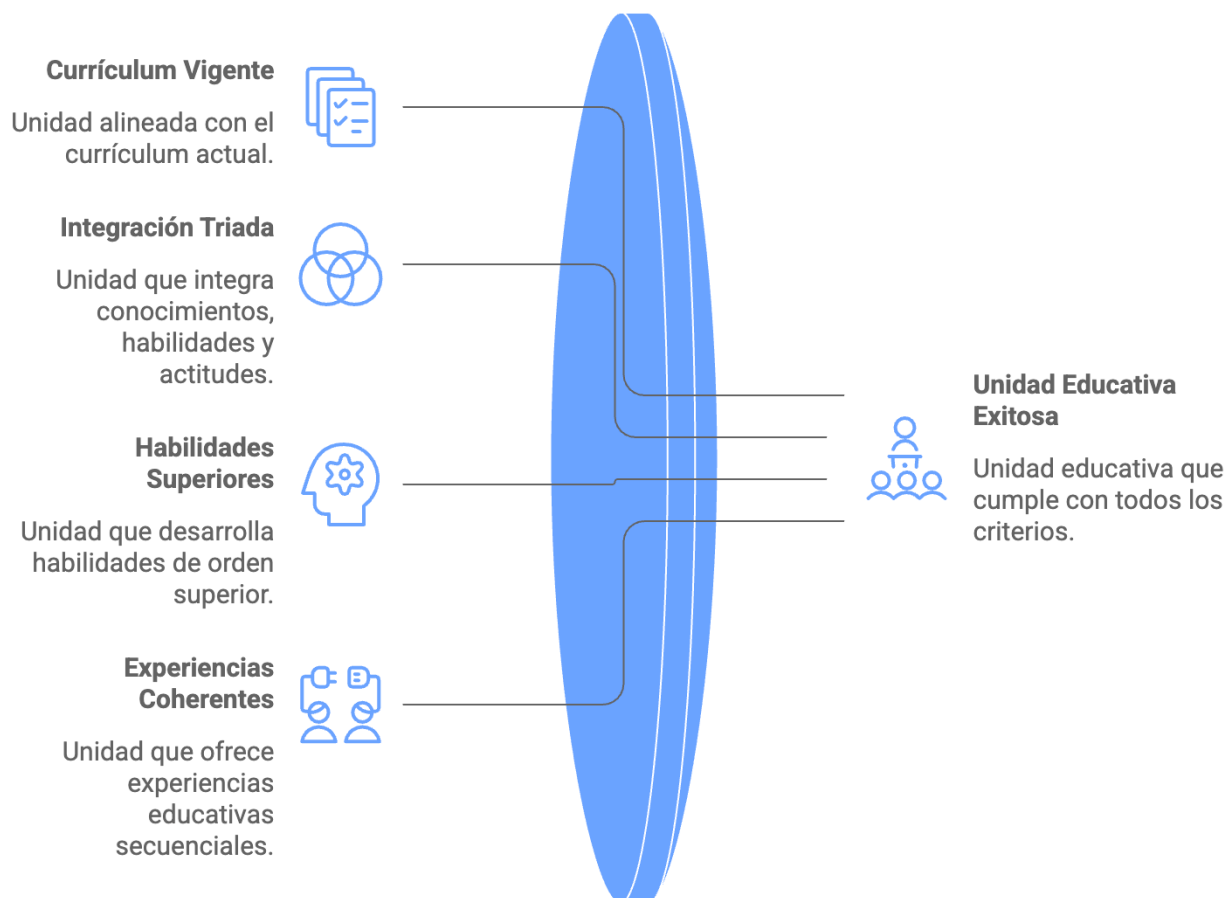 Currículum Vigente
Unidad alineada con el
currículum actual.
Integración Triada
Unidad que integra
conocimientos,
habilidades y
actitudes.
Habilidades
Superiores
Unidad que desarrolla
habilidades de orden
superior.
Experiencias
Coherentes
Unidad que ofrece
experiencias
educativas
secuenciales.
Unidad Educativa
Exitosa
Unidad educativa que
cumple con todos los
criterios.